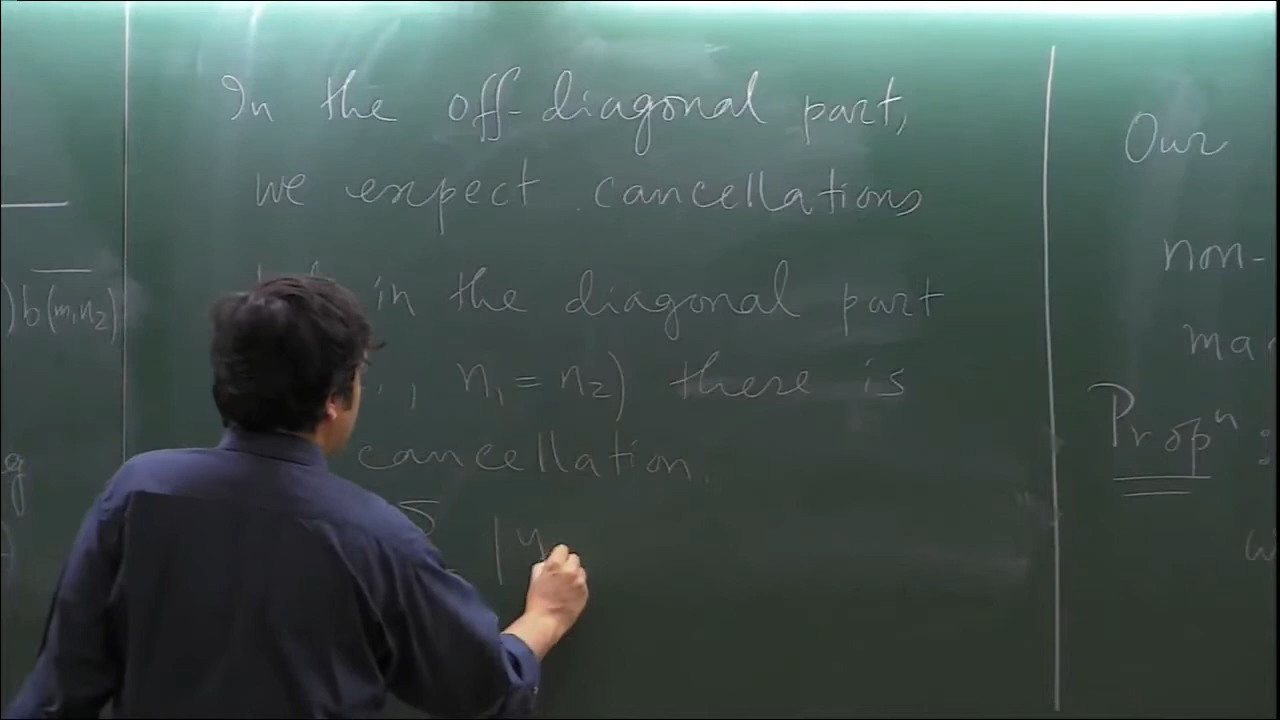 In the off-diagonal part,
we expect cancellations
in the diagonal part
, n₁ = n₂) there is
cancellation.
|y
)b(m,n₂)
Our
non-
ma
Propⁿ :